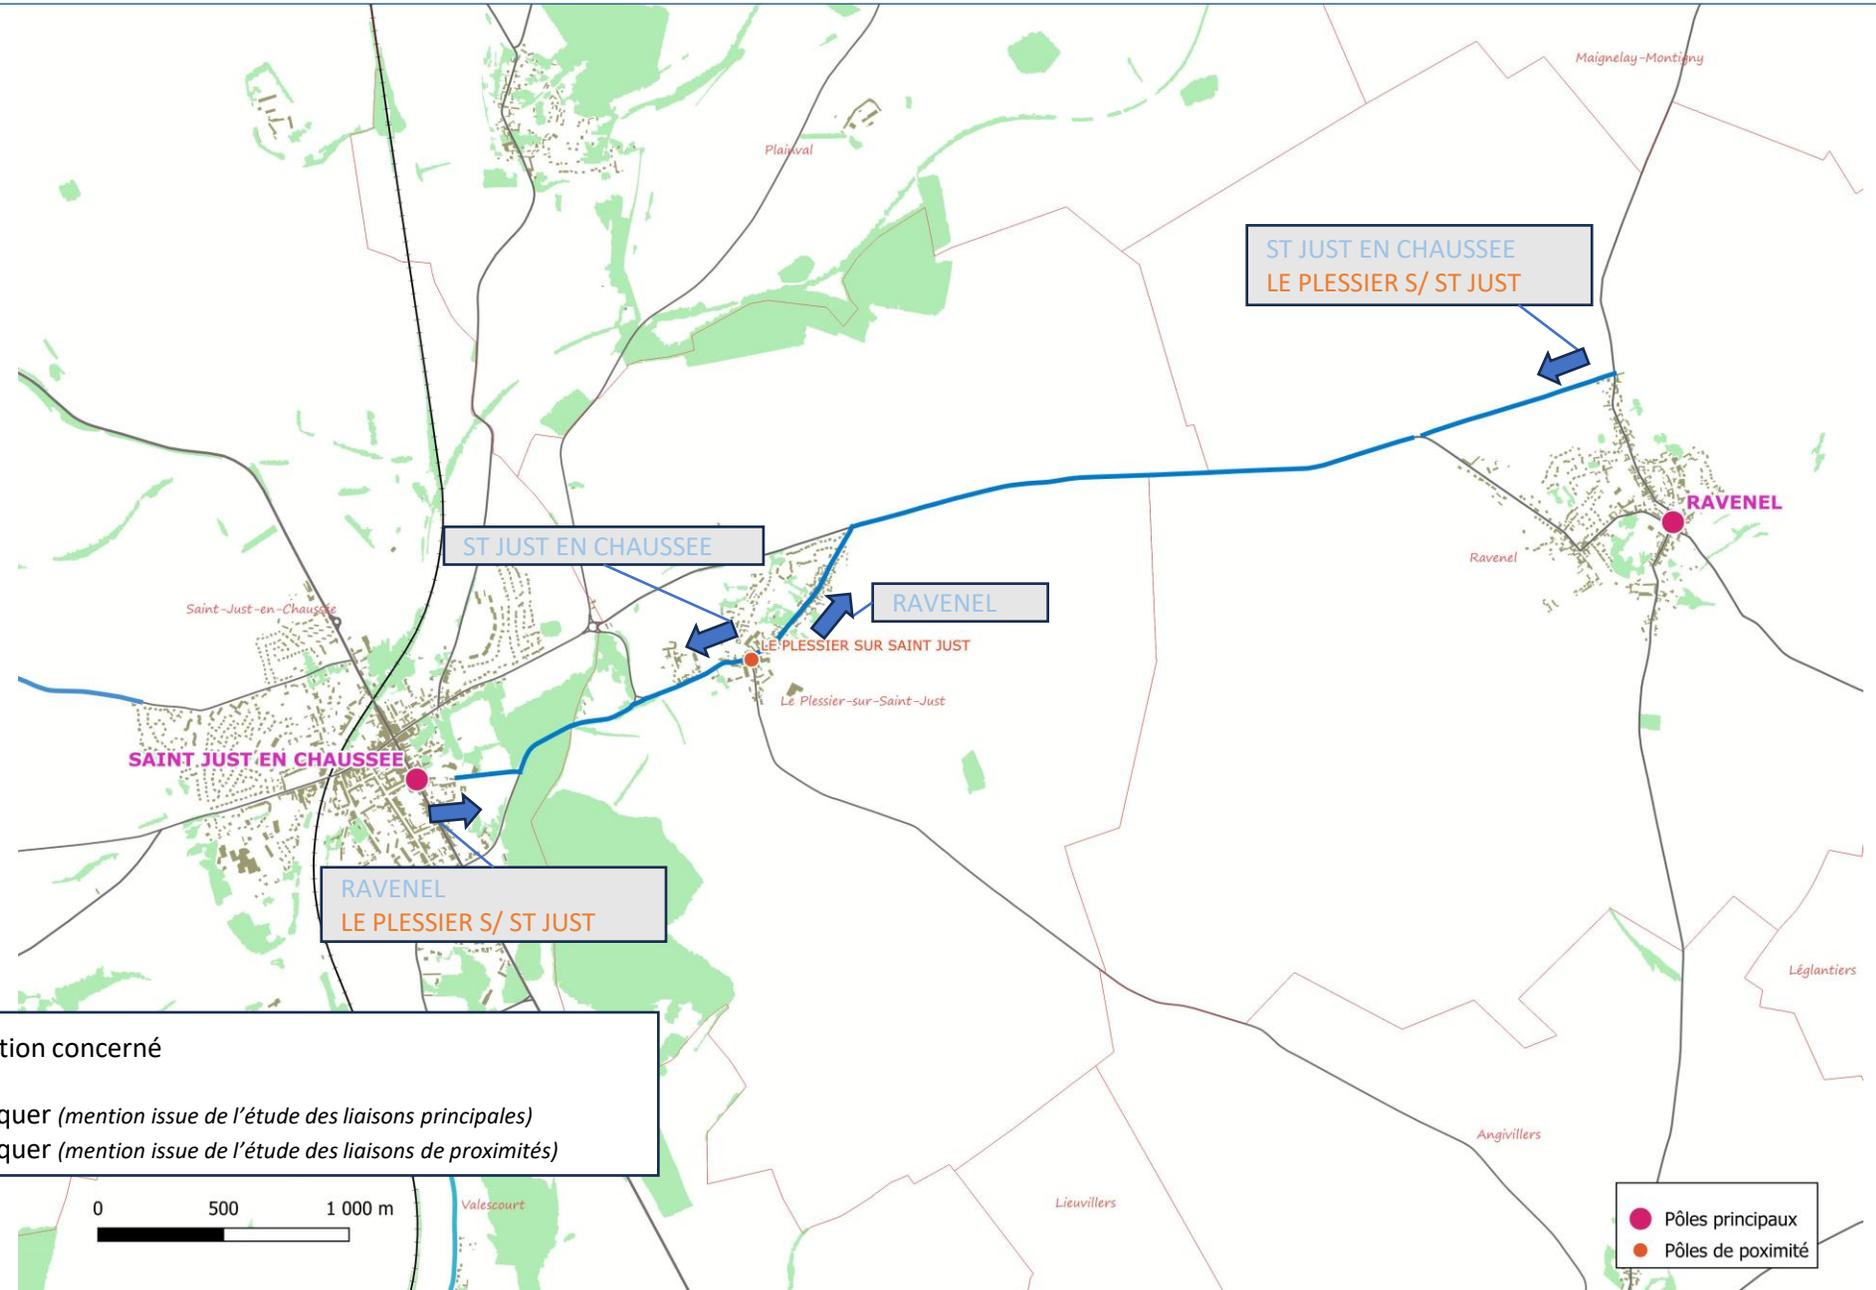 Maignelay-Montigny
Plainval
ST JUST EN CHAUSSEE
LE PLESSIER S/ ST JUST
RAVENEL
Ravenel
ST JUST EN CHAUSSEE
RAVENEL
Saint-Just-en-Chaussée
LE PLESSIER SUR SAINT JUST
Le Plessier-sur-Saint-Just
SAINT JUST EN CHAUSSEE
RAVENEL
LE PLESSIER S/ ST JUST
Léglantiers
tion concerné
quer (mention issue de l’étude des liaisons principales)
quer (mention issue de l’étude des liaisons de proximités)
Angivillers
Valescourt
Lieuvillers
0 500 1 000 m
Pôles principaux
Pôles de poximité